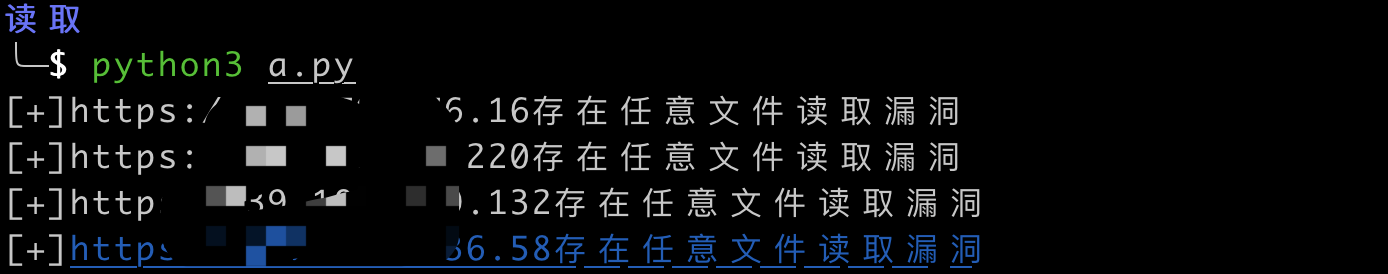 读取
└─$ python3 a.py
[+]https:/ 6.16存在任意文件读取漏洞
[+]https: 220存在任意文件读取漏洞
[+]http 39 .132存在任意文件读取漏洞
[+]https 36.58存在任意文件读取漏洞